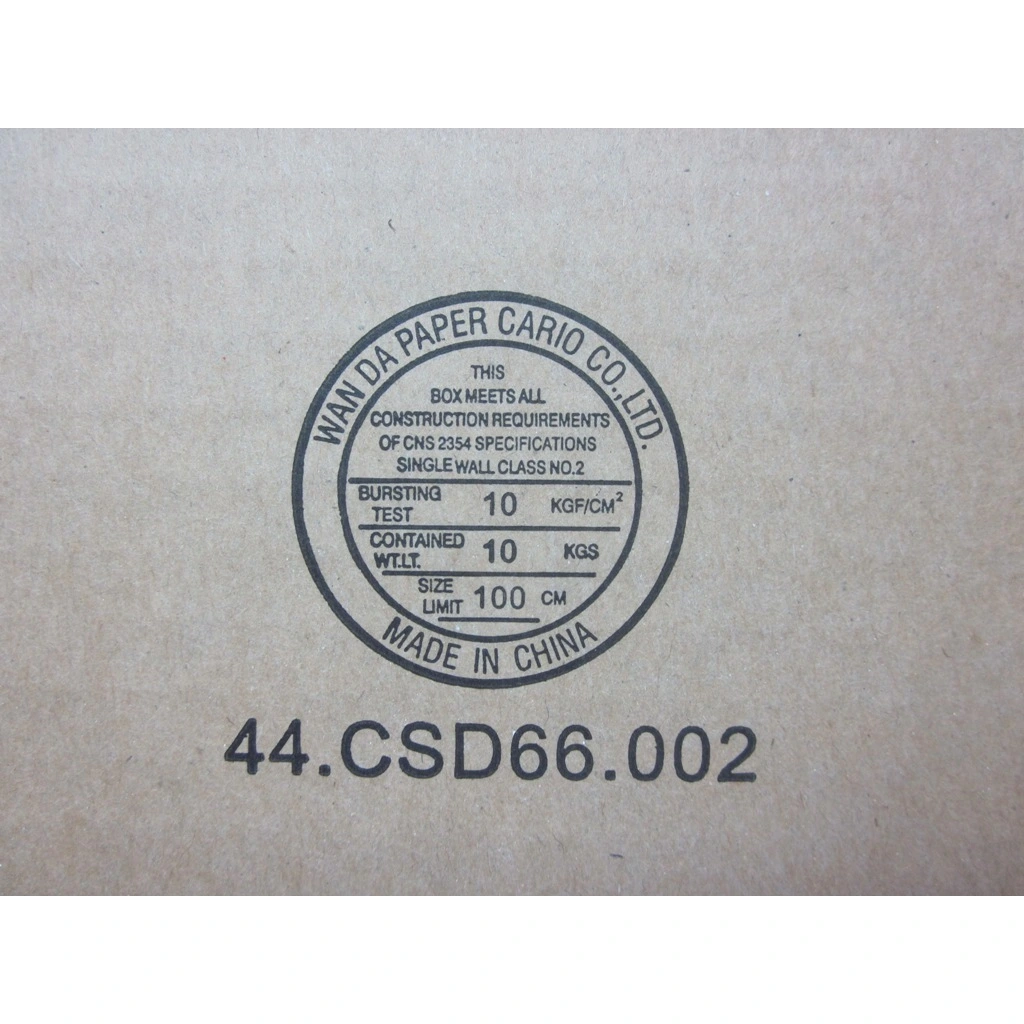 WAN DA PAPER CARIO CO.,LTD.
THIS
BOX MEETS ALL
CONSTRUCTION REQUIREMENTS
OF CNS 2354 SPECIFICATIONS
SINGLE WALL CLASS NO.2
BURSTING TEST 10 KGF/CM²
CONTAINED WT.LT. 10 KGS
SIZE LIMIT 100 CM
MADE IN CHINA
44.CSD66.002